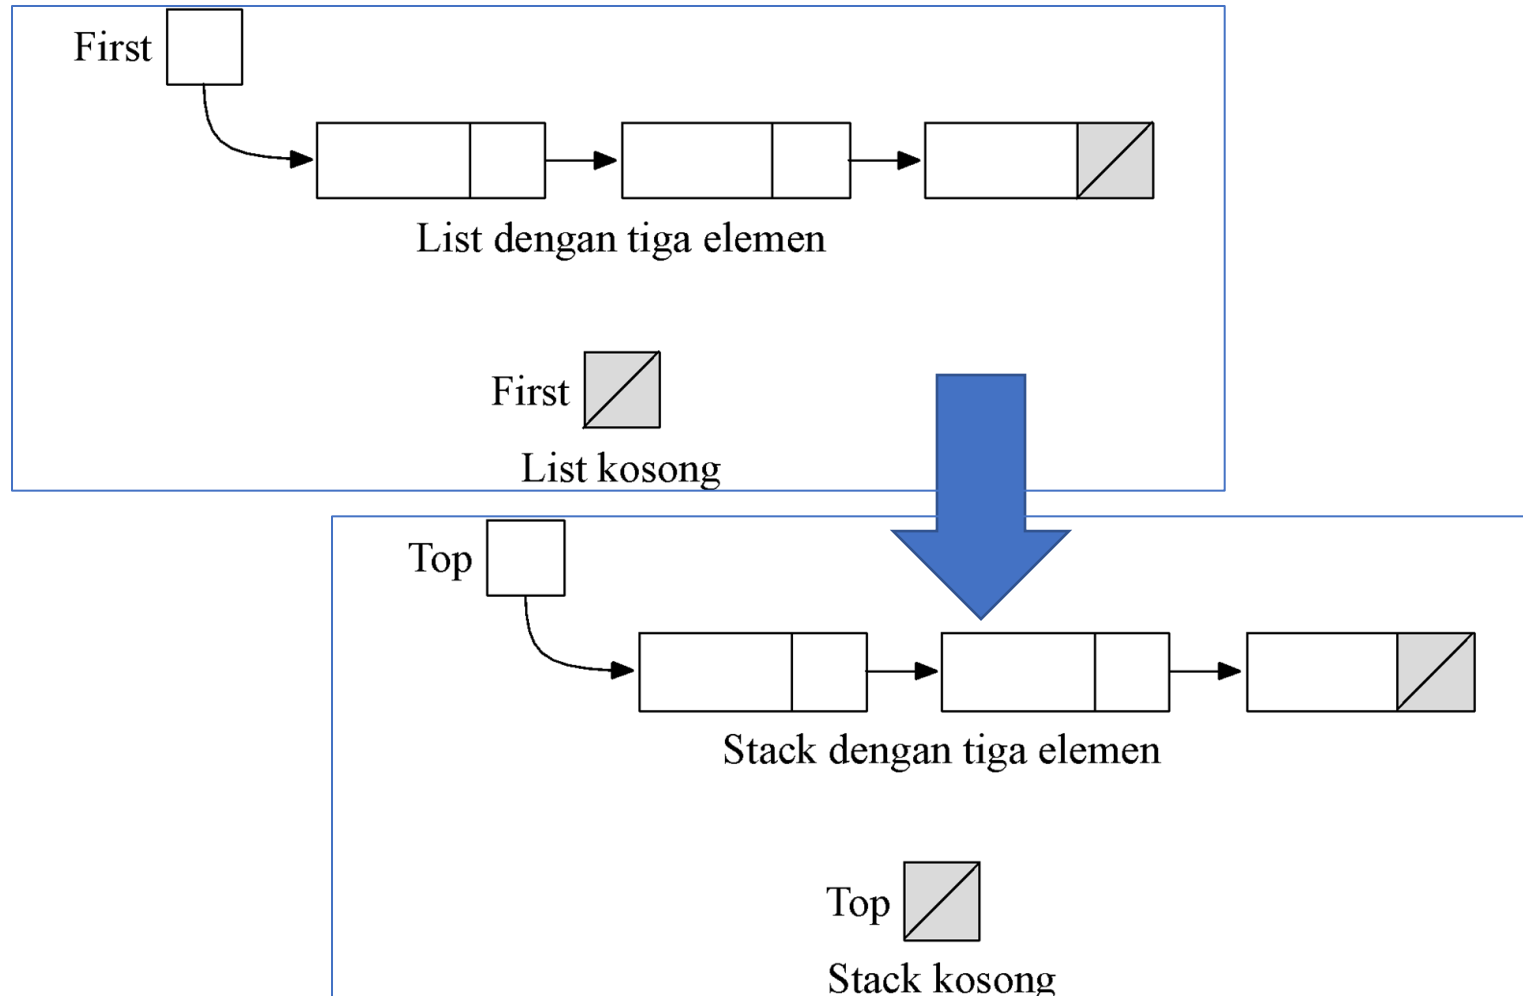 First
List dengan tiga elemen
First
List kosong
Top
Stack dengan tiga elemen
Top
Stack kosong